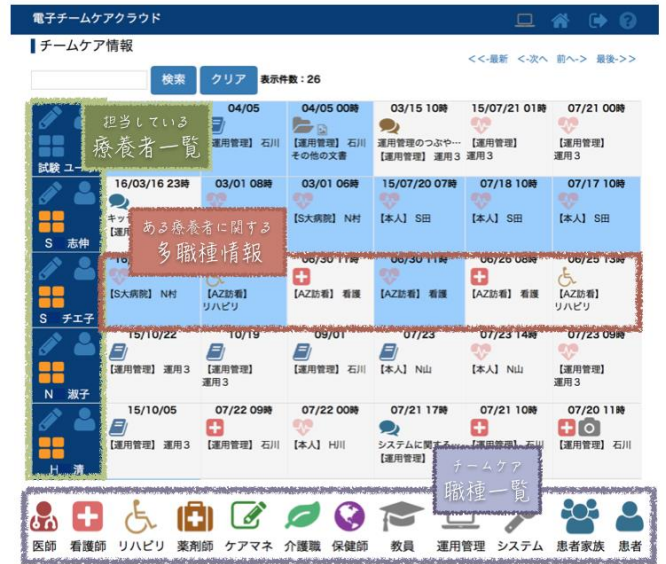 電子チームケアクラウド
チームケア情報
<<-最新 <-次へ 前へ-> 最後->>
検索 クリア 表示件数：26
担当している
療養者一覧
試験 ユー
04/05
【運用管理】 石川
04/05 00時
【運用管理】 石川
その他の文書
03/15 10時
運用管理のつぶや…
【運用管理】 運用３
15/07/21 01時
【運用管理】
運用３
07/21 00時
【運用管理】
運用３
S 志伸
16/03/16 23時
キッ
【運用
03/01 08時
03/01 06時
【S大病院】 N村
15/07/20 07時
【本人】 S田
07/18 10時
【本人】 S田
07/17 10時
【本人】 S田
ある療養者に関する
多職種情報
S チエ子
【S大病院】 N村
【AZ訪看】
リハビリ
06/30 11時
【AZ訪看】 看護
06/30 11時
【AZ訪看】 看護
06/26 08時
【AZ訪看】 看護
06/25 13時
【AZ訪看】
リハビリ
N 淑子
15/10/22
【運用管理】 運用３
10/19
【運用管理】
運用３
09/01
【運用管理】 石川
07/23
【本人】 N山
07/23 14時
【本人】 N山
07/23 09時
【運用管理】
運用３
H 清
15/10/05
【運用管理】 運用３
07/22 09時
【運用管理】 石川
07/22 00時
【本人】 H川
07/21 17時
システムに関する…
【運用管理】
07/21 10時
【運用管理】 石川
07/20 11時
【運用管理】 石川
チームケア
職種一覧
医師 看護師 リハビリ 薬剤師 ケアマネ 介護職 保健師 教員 運用管理 システム 患者家族 患者